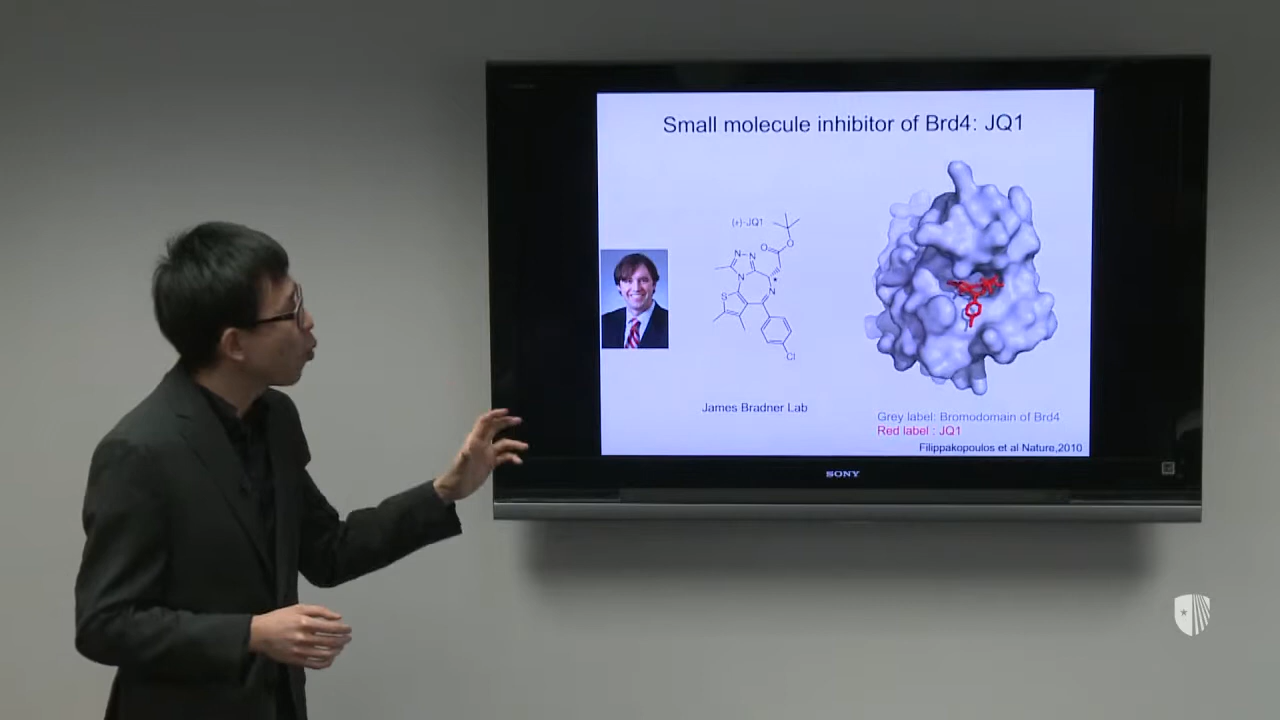 Small molecule inhibitor of Brd4: JQ1
(+)-JQ1
O
O
N
N
N
N
S
Cl
James Bradner Lab
Grey label: Bromodomain of Brd4
Red label : JQ1
Filippakopoulos et al Nature,2010
SONY